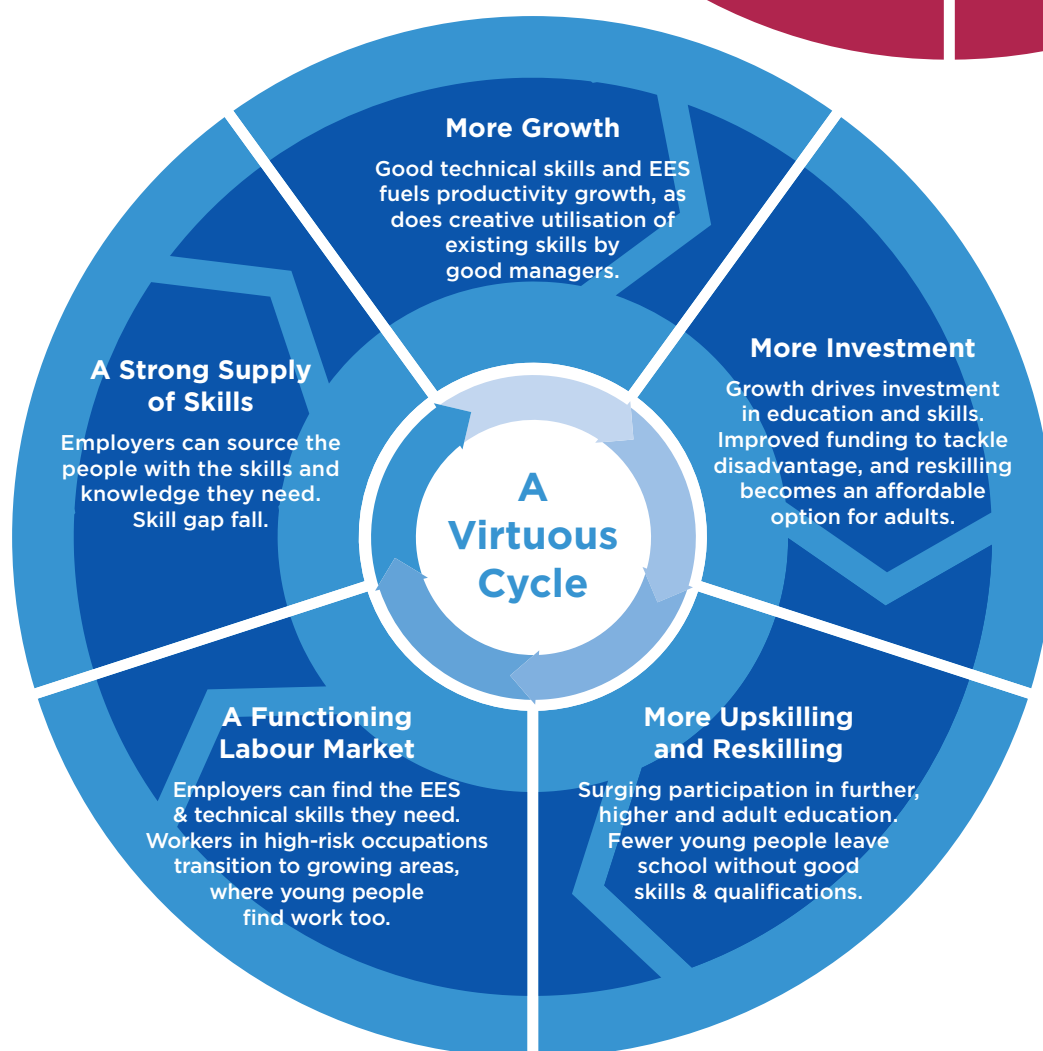 More Growth
Good technical skills and EES
fuels productivity growth, as
does creative utilisation of
existing skills by
good managers.
More Investment
Growth drives investment
in education and skills.
Improved funding to tackle
disadvantage, and reskilling
becomes an affordable
option for adults.
More Upskilling
and Reskilling
Surging participation in further,
higher and adult education.
Fewer young people leave
school without good
skills & qualifications.
A Functioning
Labour Market
Employers can find the EES
& technical skills they need.
Workers in high-risk occupations
transition to growing areas,
where young people
find work too.
A Strong Supply
of Skills
Employers can source the
people with the skills and
knowledge they need.
Skill gap fall.
A
Virtuous
Cycle